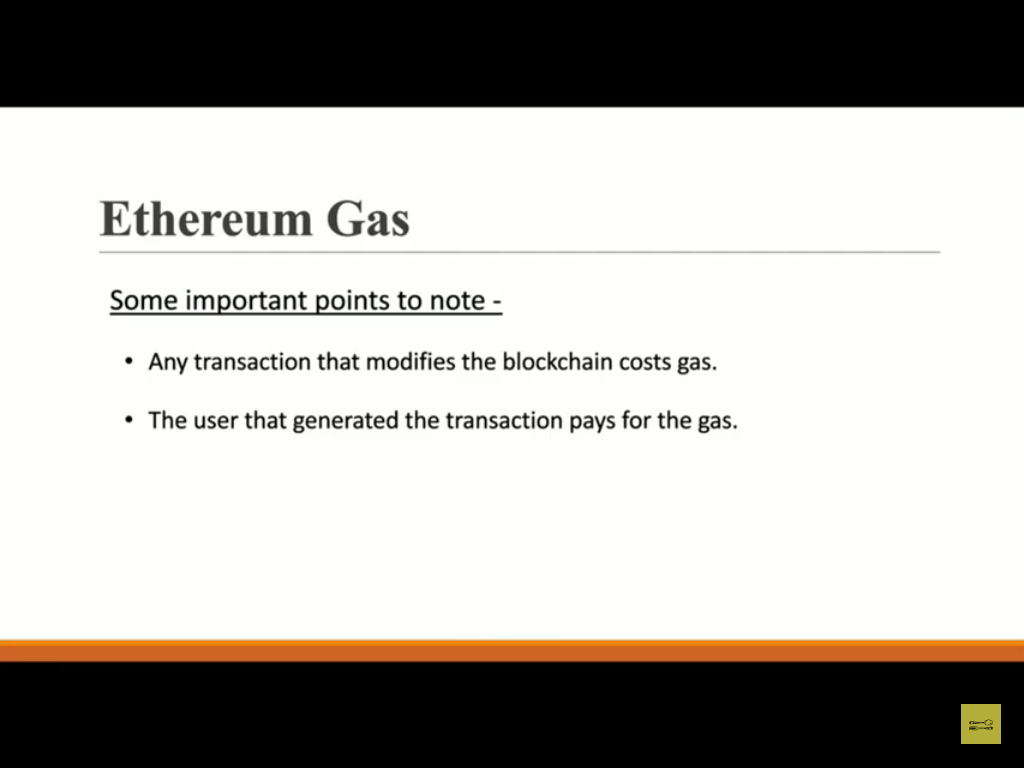 Ethereum Gas
Some important points to note -
• Any transaction that modifies the blockchain costs gas.
• The user that generated the transaction pays for the gas.